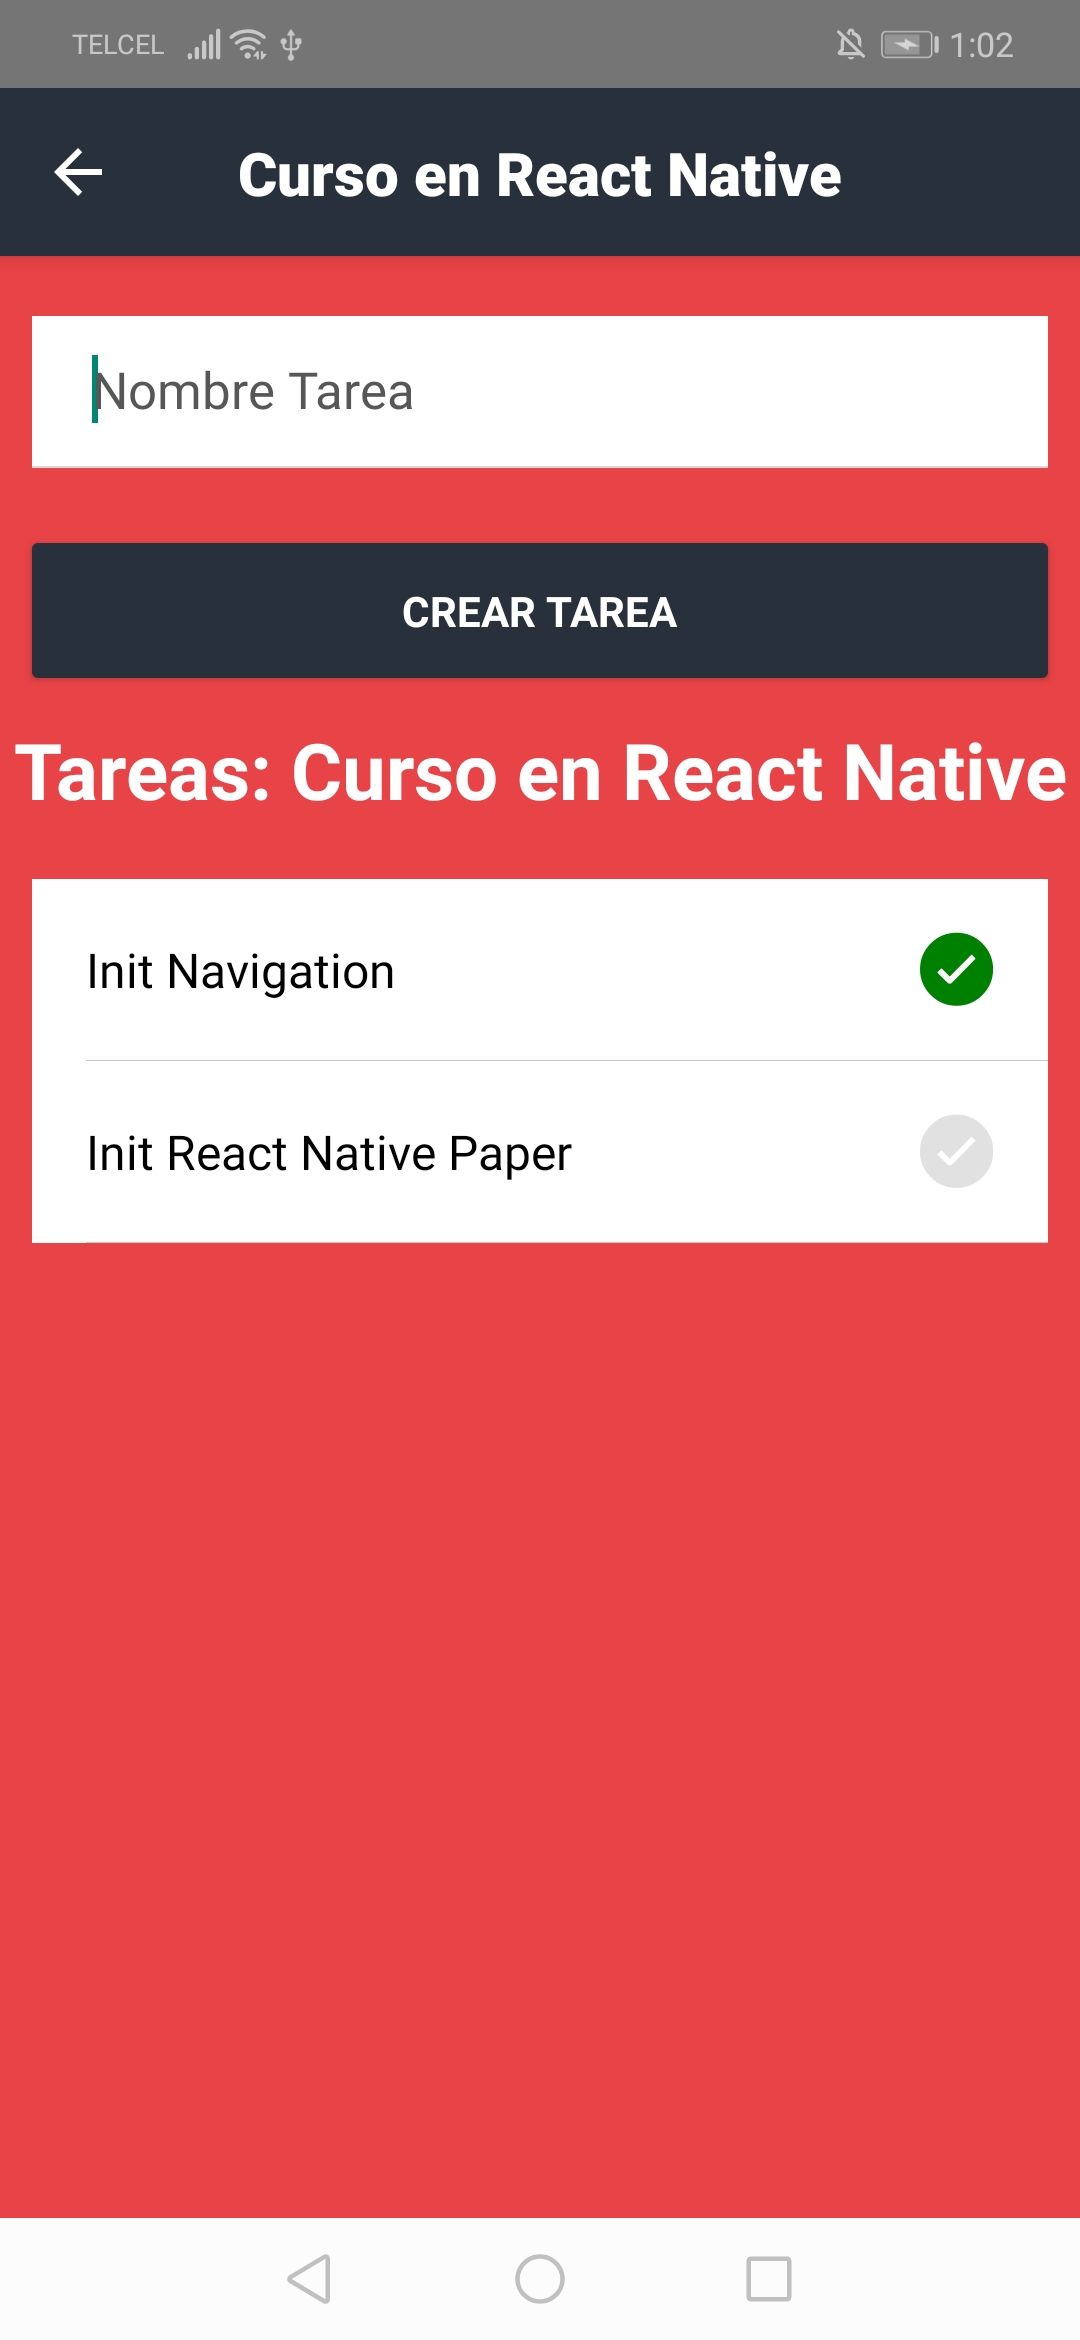 TELCEL 1:02
Curso en React Native
Nombre Tarea
CREAR TAREA
Tareas: Curso en React Native
Init Navigation
Init React Native Paper